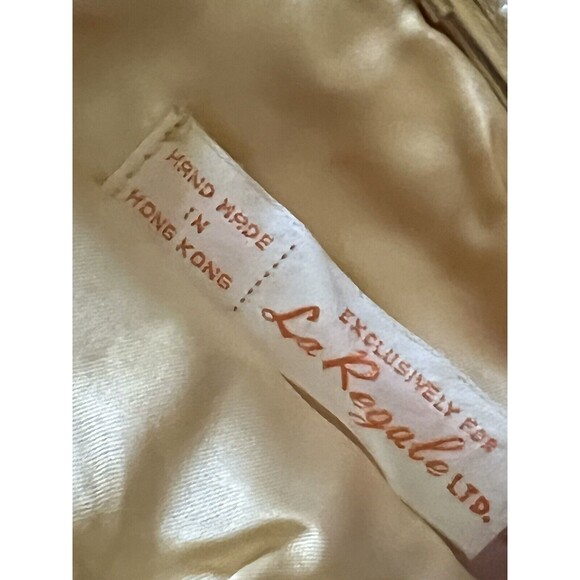 HAND MADE
IN
HONG KONG
EXCLUSIVELY FOR
La Regale LTD.